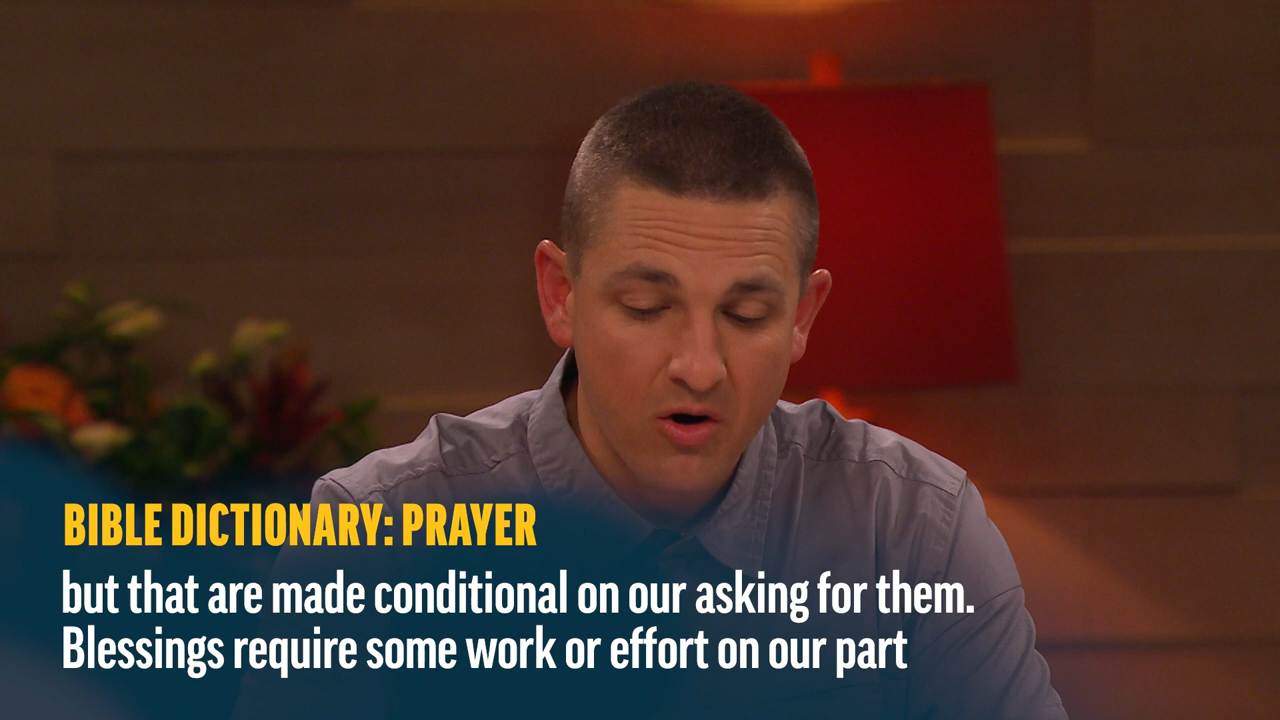 BIBLE DICTIONARY: PRAYER
but that are made conditional on our asking for them.
Blessings require some work or effort on our part